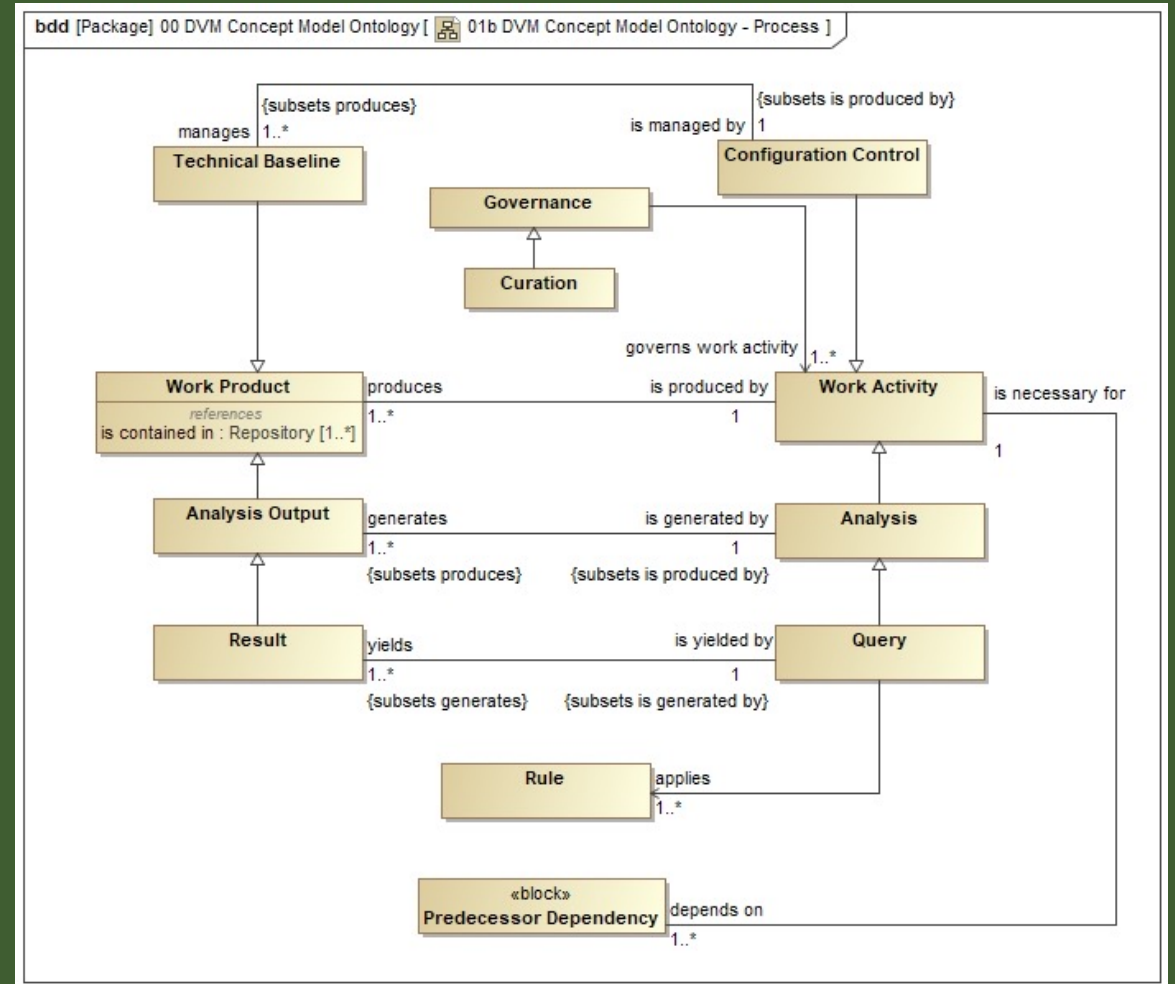 bdd [Package] 00 DVM Concept Model Ontology [ 01b DVM Concept Model Ontology - Process ]
{subsets produces}
{subsets is produced by}
manages 1..*
is managed by 1
Technical Baseline
Configuration Control
Governance
Curation
governs work activity 1..*
Work Product
references
is contained in : Repository [1..*]
produces
1..*
is produced by
1
Work Activity
is necessary for
1
Analysis Output
generates
1..*
{subsets produces}
is generated by
1
{subsets is produced by}
Analysis
Result
yields
1..*
{subsets generates}
is yielded by
1
{subsets is generated by}
Query
Rule
applies
1..*
«block»
Predecessor Dependency
depends on
1..*